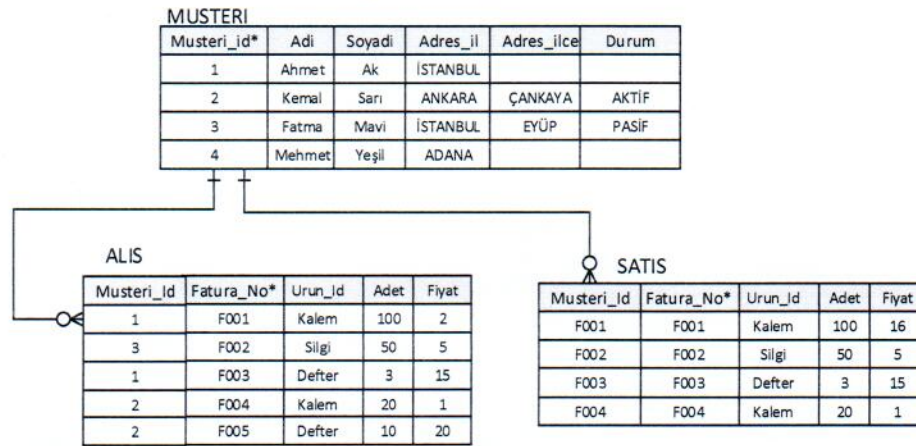 MUSTERI
Musteri_id* Adi Soyadi Adres_il Adres_ilce Durum
1 Ahmet Ak İSTANBUL
2 Kemal Sarı ANKARA ÇANKAYA AKTİF
3 Fatma Mavi İSTANBUL EYÜP PASİF
4 Mehmet Yeşil ADANA
ALIS
Musteri_Id Fatura_No* Urun_Id Adet Fiyat
1 F001 Kalem 100 2
3 F002 Silgi 50 5
1 F003 Defter 3 15
2 F004 Kalem 20 1
2 F005 Defter 10 20
SATIS
Musteri_Id Fatura_No* Urun_Id Adet Fiyat
F001 F001 Kalem 100 16
F002 F002 Silgi 50 5
F003 F003 Defter 3 15
F004 F004 Kalem 20 1